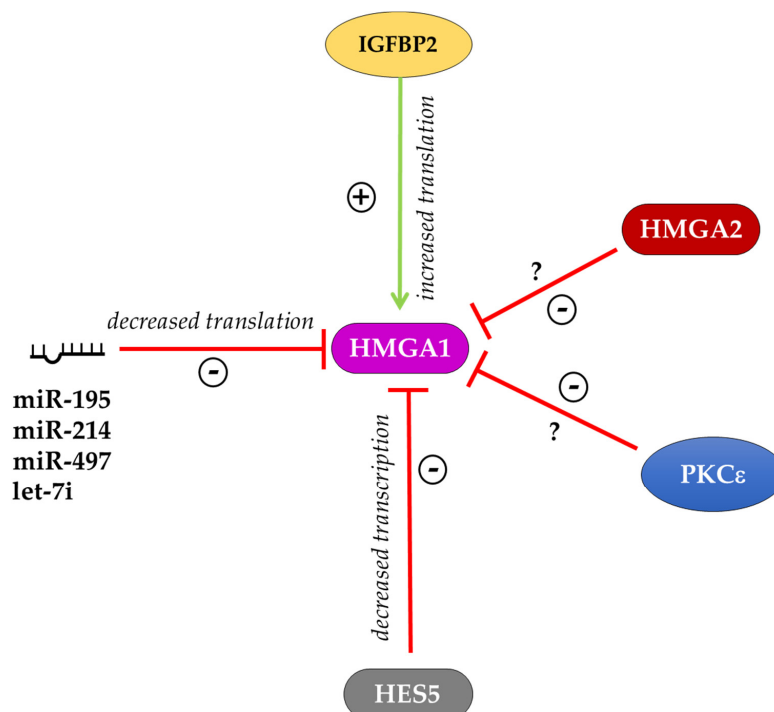 IGFBP2
increased translation
+
HMGA2
?
-
decreased translation
HMGA1
-
-
miR-195
miR-214
miR-497
let-7i
?
PKCε
decreased transcription
-
HES5